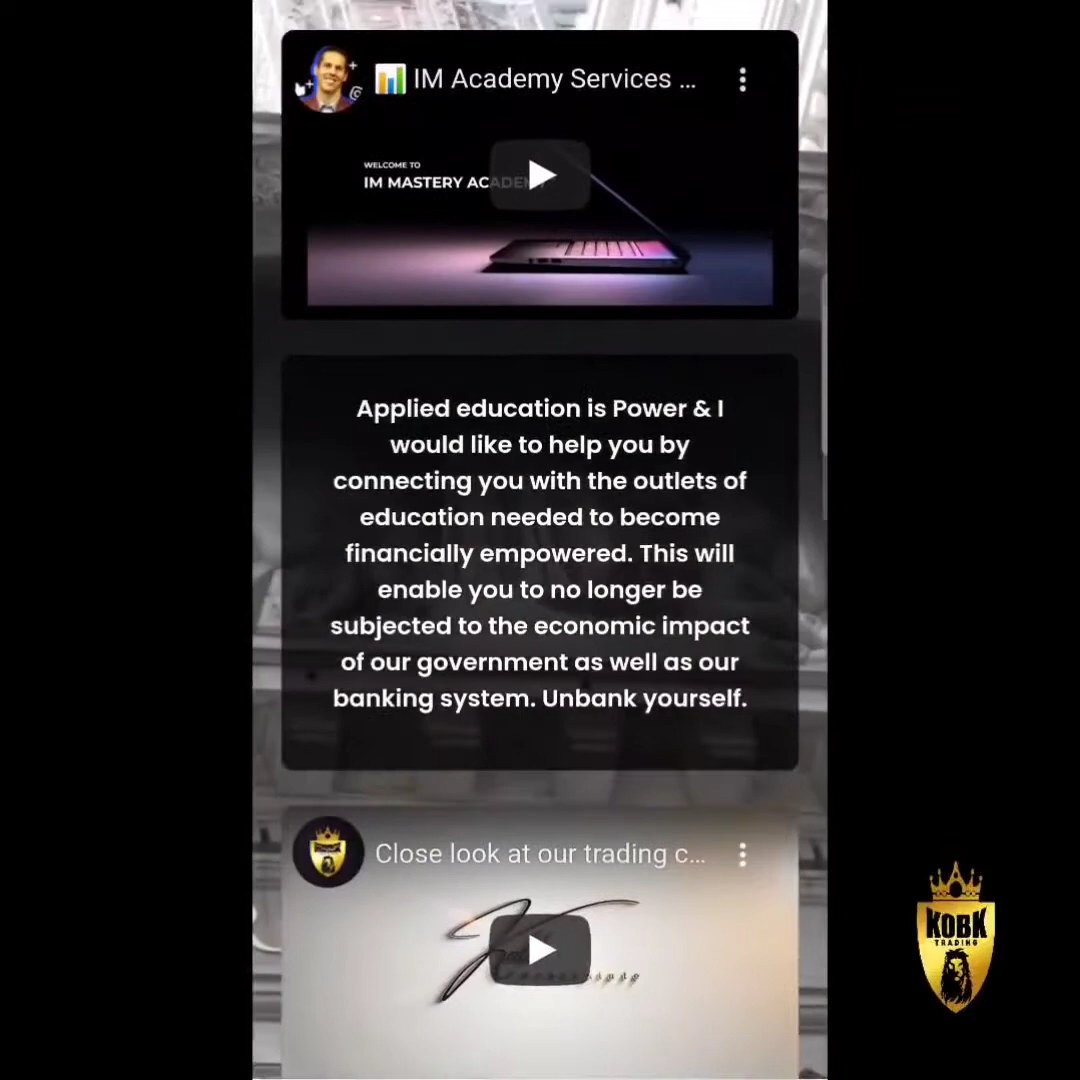 IM Academy Services ...
WELCOME TO
IM MASTERY ACADEMY
Applied education is Power & I
would like to help you by
connecting you with the outlets of
education needed to become
financially empowered. This will
enable you to no longer be
subjected to the economic impact
of our government as well as our
banking system. Unbank yourself.
Close look at our trading c...
KOBK
TRADING